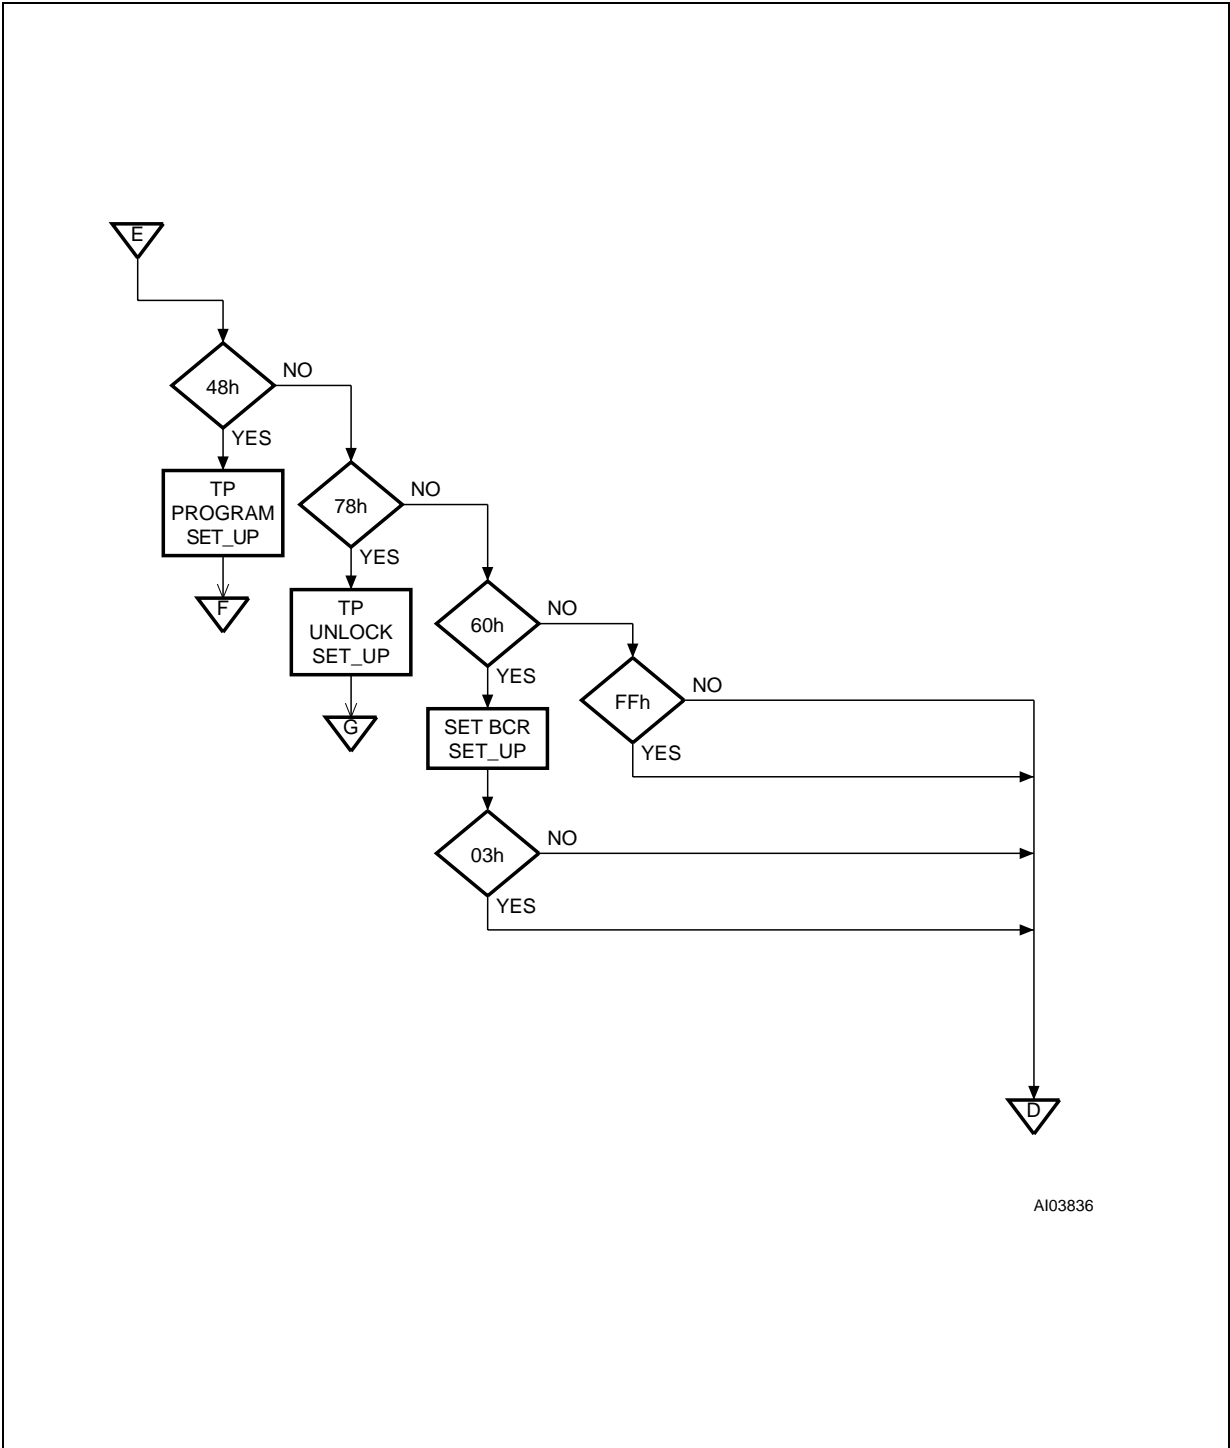 E
48h
NO
YES
TP
PROGRAM
SET_UP
F
78h
NO
YES
TP
UNLOCK
SET_UP
G
60h
NO
YES
SET BCR
SET_UP
FFh
NO
YES
03h
NO
YES
D
AI03836